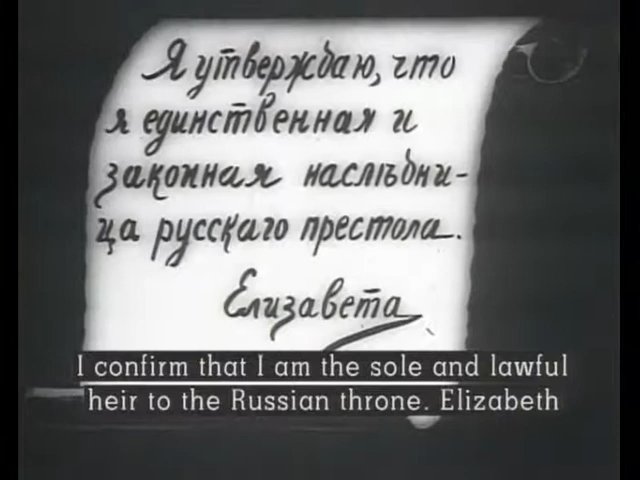 Я утверждаю, что
я единственная и
законная наслѣдни-
ца русскаго престола.
Елизавета
I confirm that I am the sole and lawful
heir to the Russian throne. Elizabeth